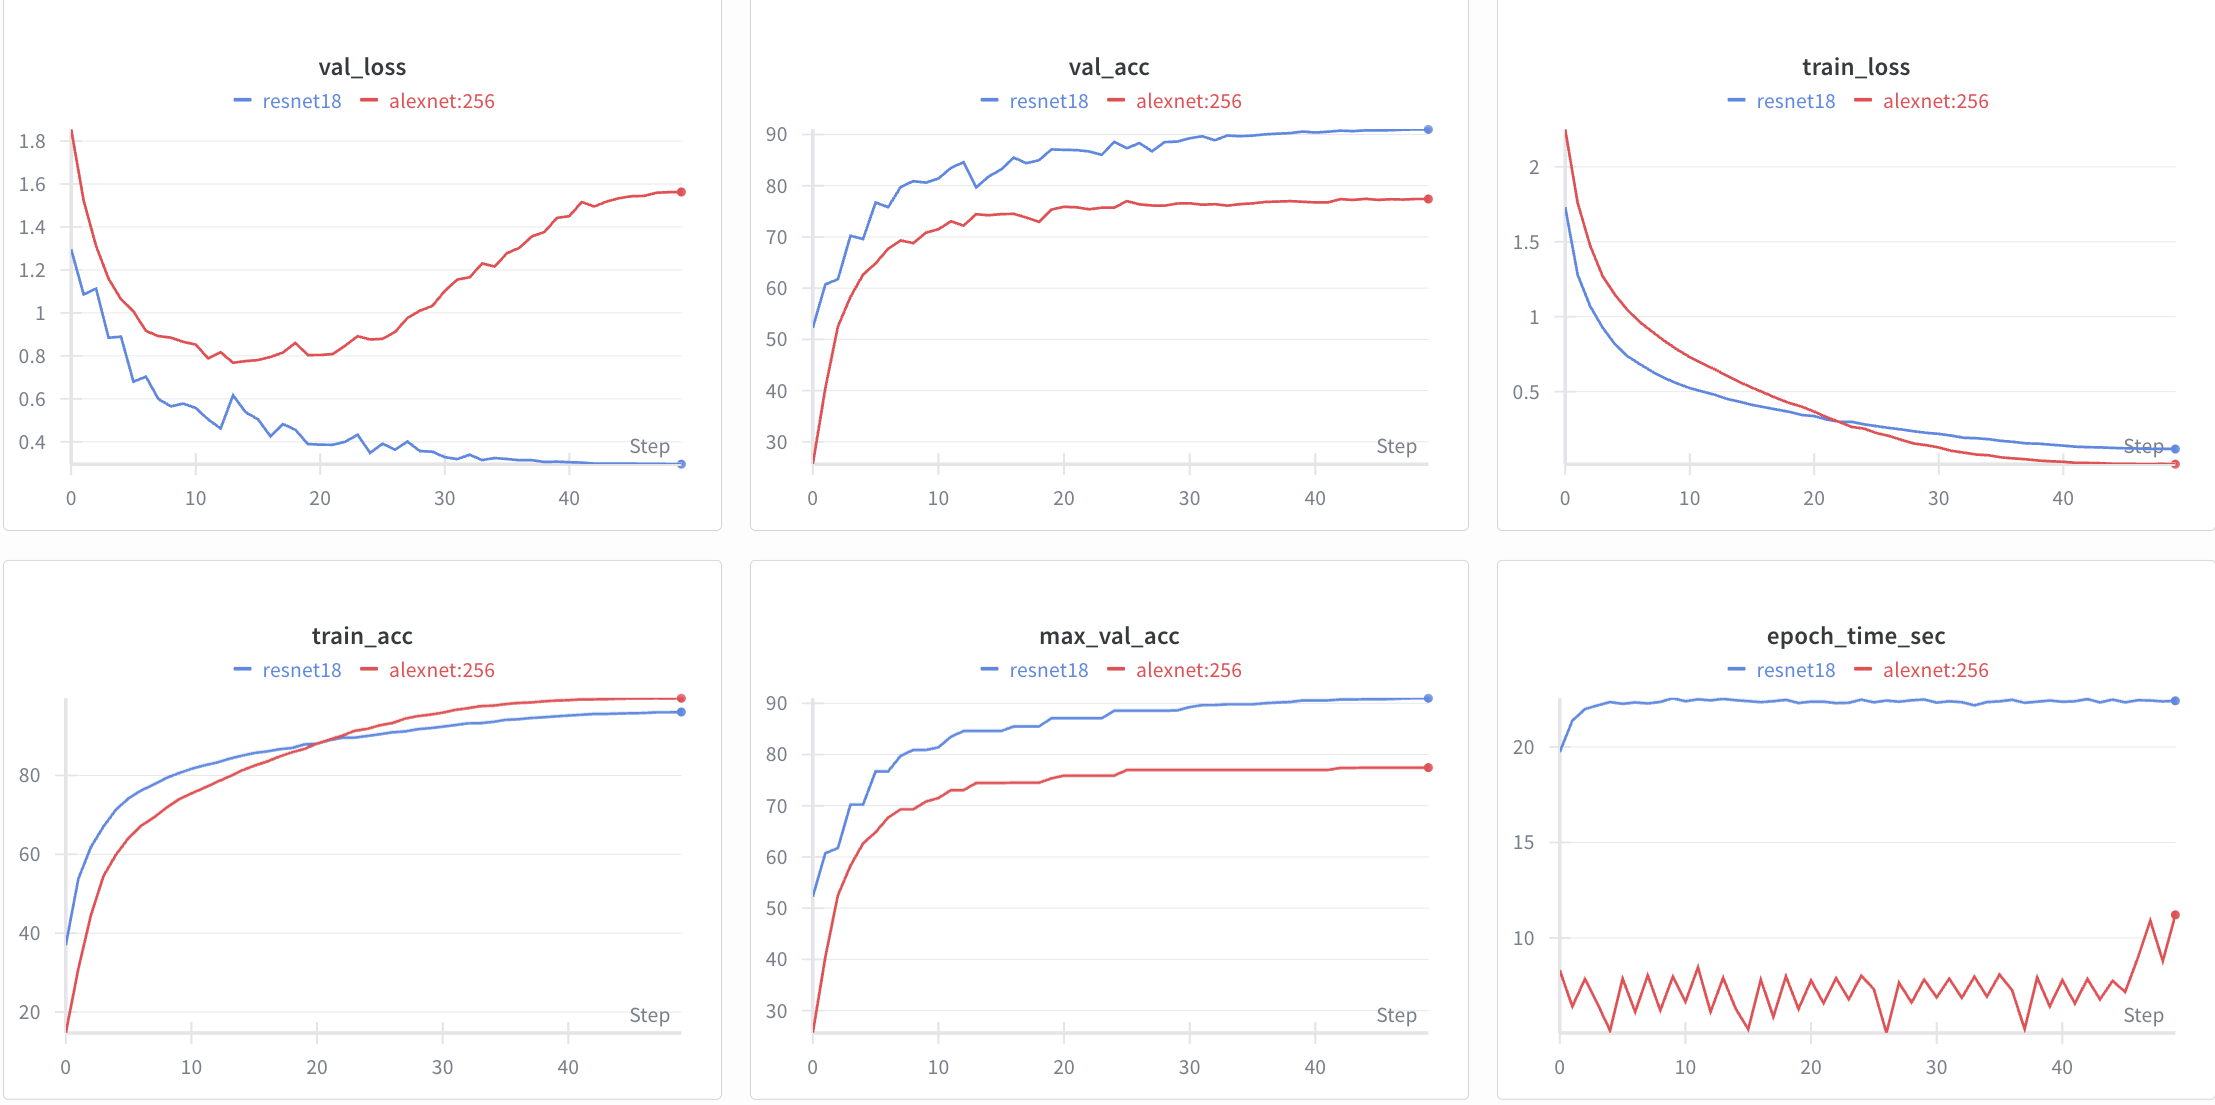 val_loss
resnet18 alexnet:256
1.8
1.6
1.4
1.2
1
0.8
0.6
0.4
Step
0 10 20 30 40
val_acc
resnet18 alexnet:256
90
80
70
60
50
40
30
Step
0 10 20 30 40
train_loss
resnet18 alexnet:256
2
1.5
1
0.5
Step
0 10 20 30 40
train_acc
resnet18 alexnet:256
80
60
40
20
Step
0 10 20 30 40
max_val_acc
resnet18 alexnet:256
90
80
70
60
50
40
30
Step
0 10 20 30 40
epoch_time_sec
resnet18 alexnet:256
20
15
10
Step
0 10 20 30 40